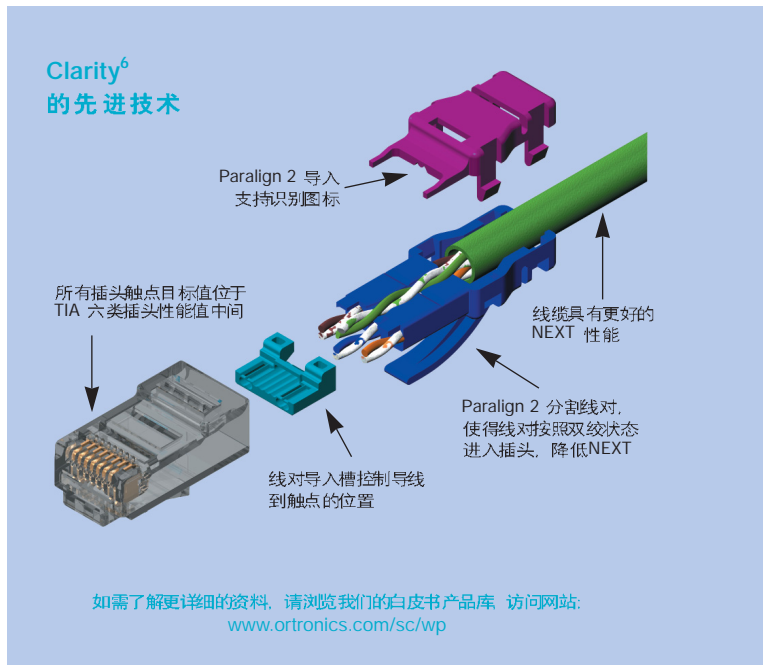 Clarity6
的先进技术
Paralign 2 导入
支持识别图标
所有插头触点目标值位于
TIA 六类插头性能值中间
线缆具有更好的
NEXT 性能
Paralign 2 分割线对，
使得线对按照双绞状态
进入插头，降低NEXT
线对导入槽控制导线
到触点的位置
如需了解更详细的资料，请浏览我们的白皮书产品库 访问网站:
www.ortronics.com/sc/wp